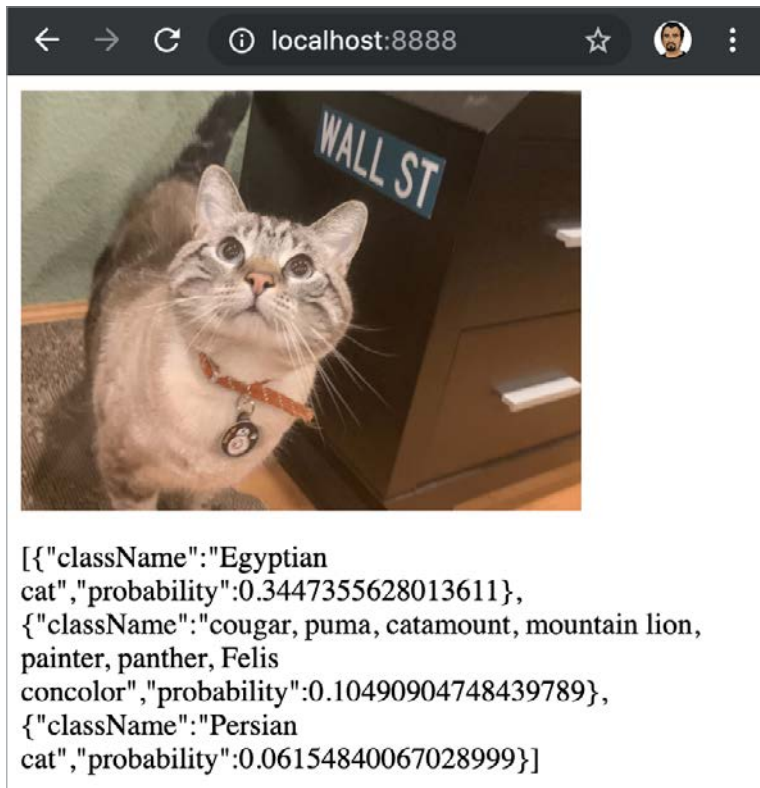 localhost:8888
WALL ST
[{"className":"Egyptian
cat","probability":0.3447355628013611},
{"className":"cougar, puma, catamount, mountain lion,
painter, panther, Felis
concolor","probability":0.10490904748439789},
{"className":"Persian
cat","probability":0.06154840067028999}]